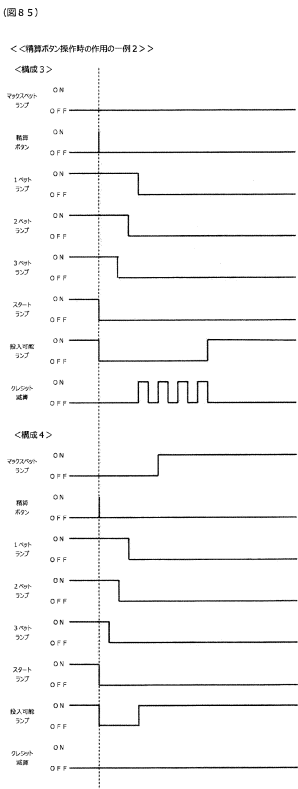 (図８５)
＜＜精算ボタン操作時の作用の一例２＞＞
＜構成３＞
ON
マックスベット
ランプ
OFF
ON
精算
ボタン
OFF
ON
１ベット
ランプ
OFF
ON
２ベット
ランプ
OFF
ON
３ベット
ランプ
OFF
ON
スタート
ランプ
OFF
ON
投入可能
ランプ
OFF
ON
クレジット
減算
OFF
＜構成４＞
ON
マックスベット
ランプ
OFF
ON
精算
ボタン
OFF
ON
１ベット
ランプ
OFF
ON
２ベット
ランプ
OFF
ON
３ベット
ランプ
OFF
ON
スタート
ランプ
OFF
ON
投入可能
ランプ
OFF
ON
クレジット
減算
OFF